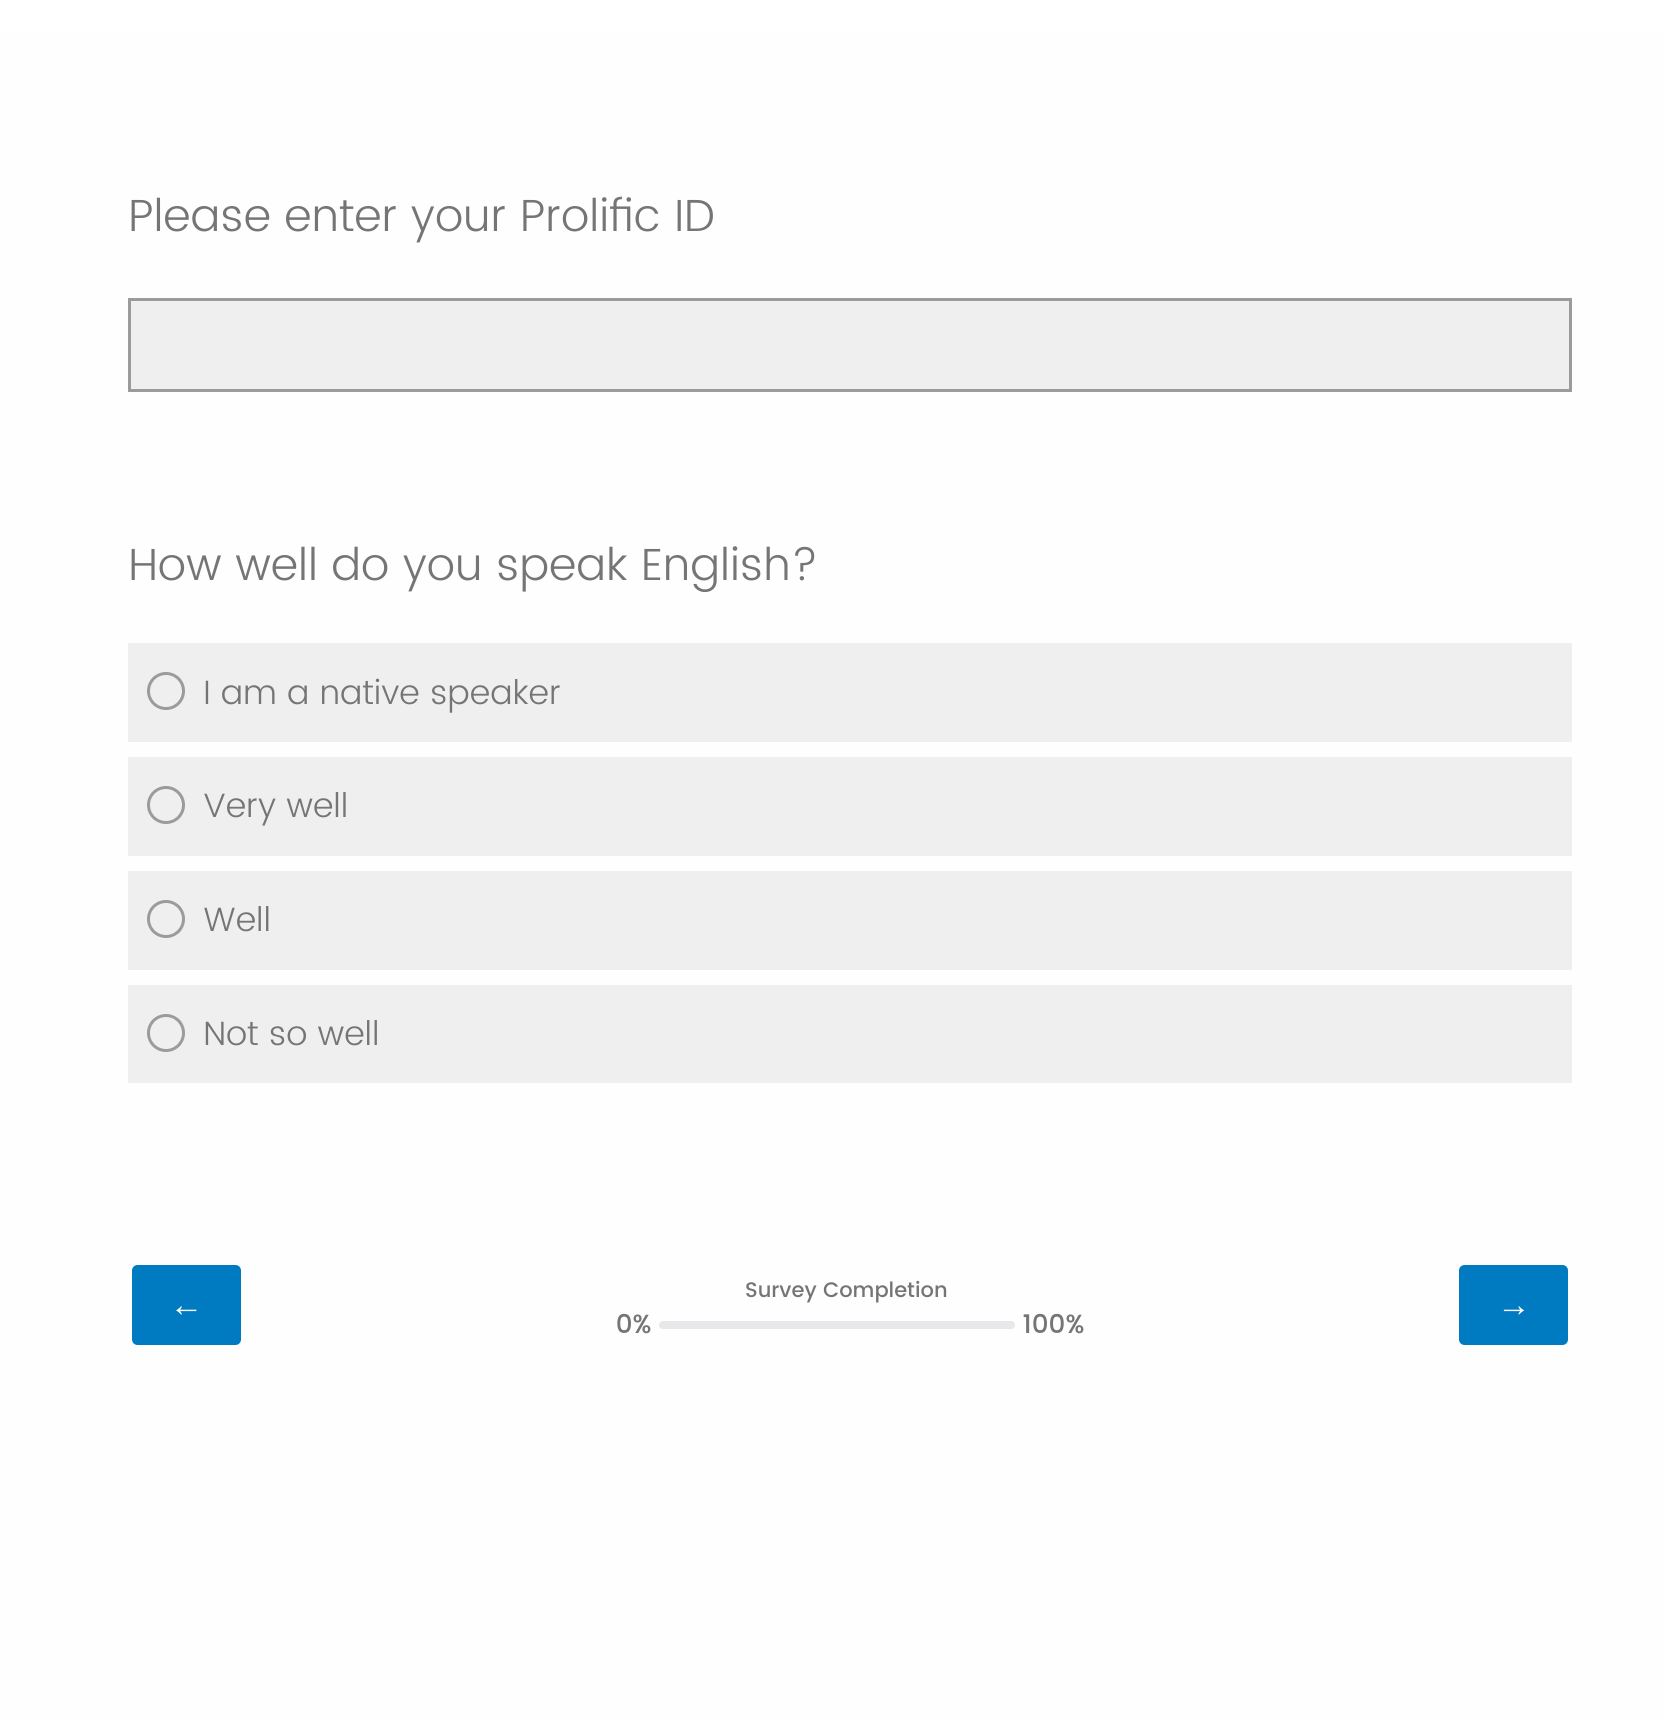 Please enter your Prolific ID
How well do you speak English?
I am a native speaker
Very well
Well
Not so well
←
Survey Completion
0% 100%
→